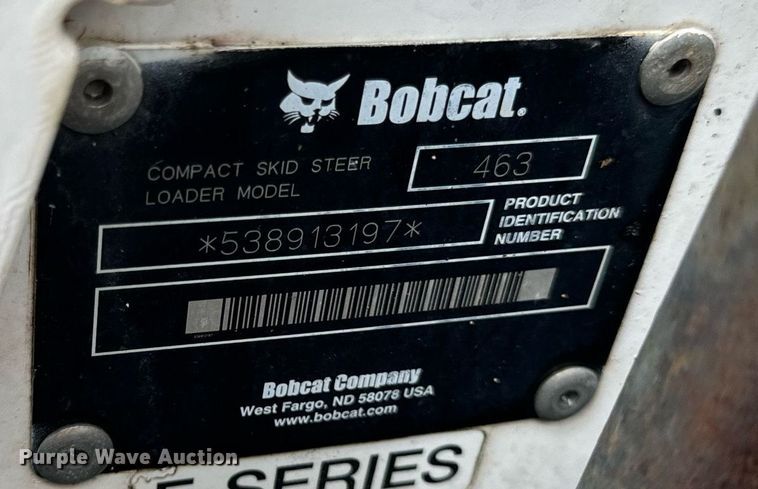 Bobcat.
COMPACT SKID STEER
LOADER MODEL
463
*538913197*
PRODUCT
IDENTIFICATION
NUMBER
Bobcat Company
West Fargo, ND 58078 USA
www.bobcat.com
SERIES
Purple Wave Auction